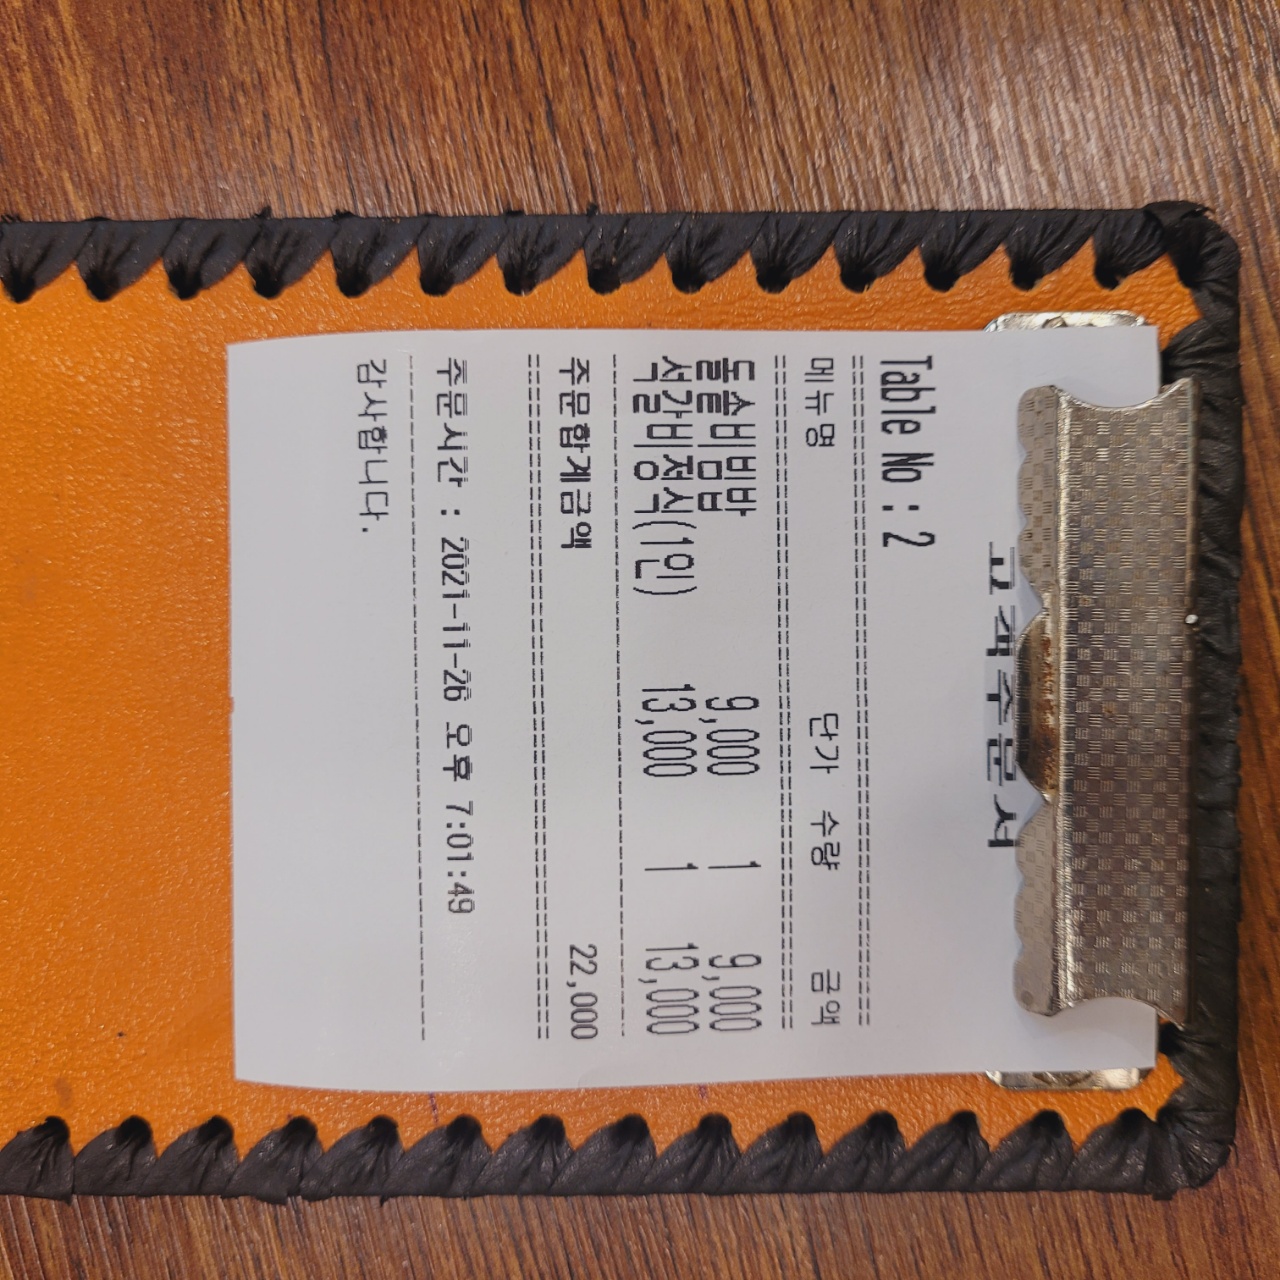 고객주문서
Table No : 2
메뉴명 단가 수량 금액
돌솥비빔밥 9,000 1 9,000
석갈비정식(1인) 13,000 1 13,000
주문합계금액 22,000
주문시간 : 2021-11-26 오후 7:01:49
감사합니다.